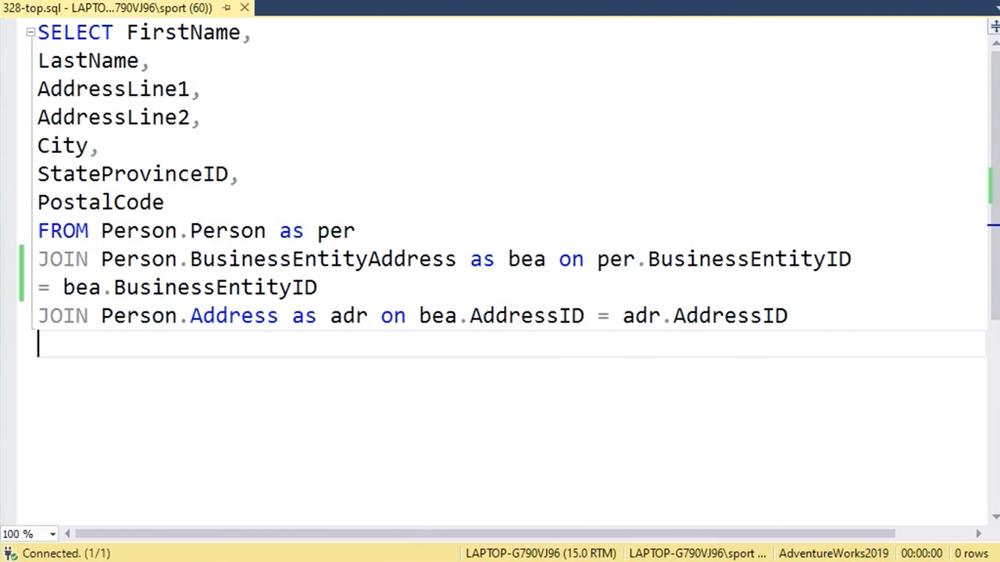 328-top.sql - LAPTO...790VJ96\sport (60))
SELECT FirstName,
LastName,
AddressLine1,
AddressLine2,
City,
StateProvinceID,
PostalCode
FROM Person.Person as per
JOIN Person.BusinessEntityAddress as bea on per.BusinessEntityID
= bea.BusinessEntityID
JOIN Person.Address as adr on bea.AddressID = adr.AddressID
100 %
Connected. (1/1) LAPTOP-G790VJ96 (15.0 RTM) LAPTOP-G790VJ96\sport ... AdventureWorks2019 00:00:00 0 rows